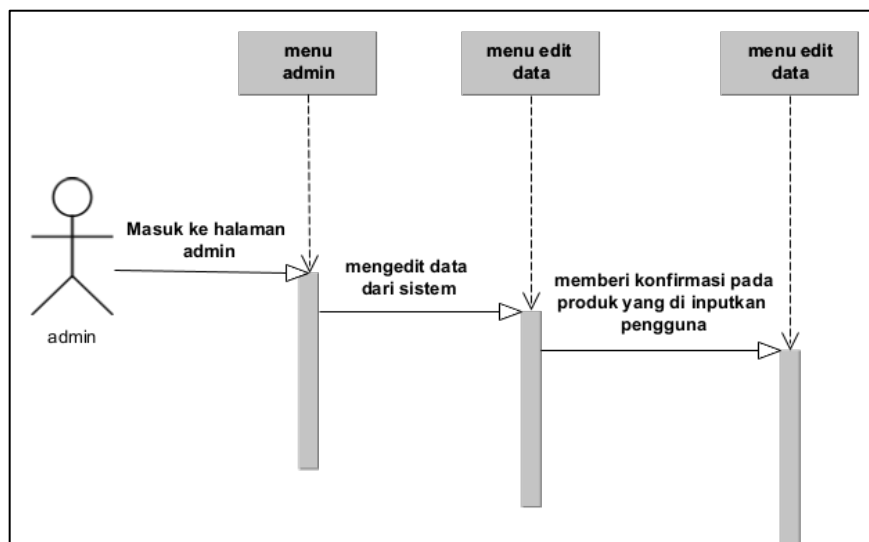 menu
admin
menu edit
data
menu edit
data
Masuk ke halaman
admin
mengedit data
dari sistem
memberi konfirmasi pada
produk yang di inputkan
pengguna
admin